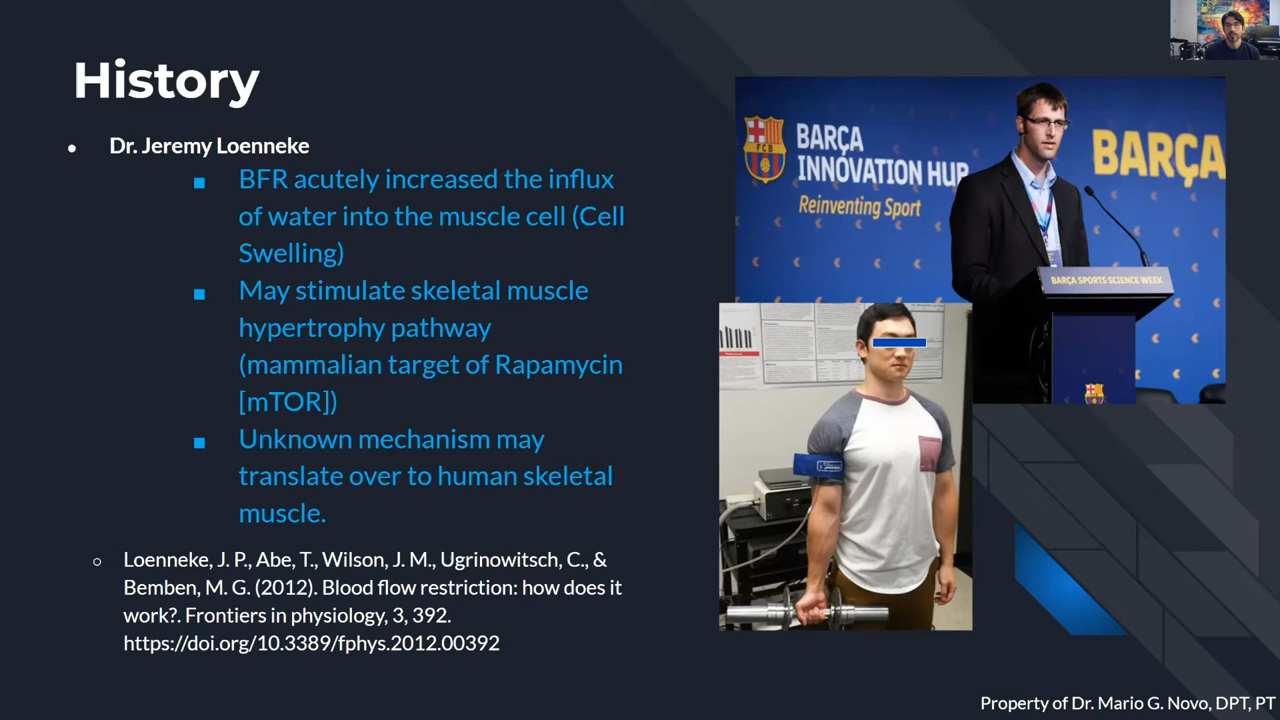 History
● Dr. Jeremy Loenneke
■ BFR acutely increased the influx
of water into the muscle cell (Cell
Swelling)
■ May stimulate skeletal muscle
hypertrophy pathway
(mammalian target of Rapamycin
[mTOR])
■ Unknown mechanism may
translate over to human skeletal
muscle.
○ Loenneke, J. P., Abe, T., Wilson, J. M., Ugrinowitsch, C., &
Bemben, M. G. (2012). Blood flow restriction: how does it
work?. Frontiers in physiology, 3, 392.
https://doi.org/10.3389/fphys.2012.00392
FCB
BARÇA
INNOVATION HUB
Reinventing Sport
BARÇA
BARÇA SPORTS SCIENCE WEEK
Property of Dr. Mario G. Novo, DPT, PT